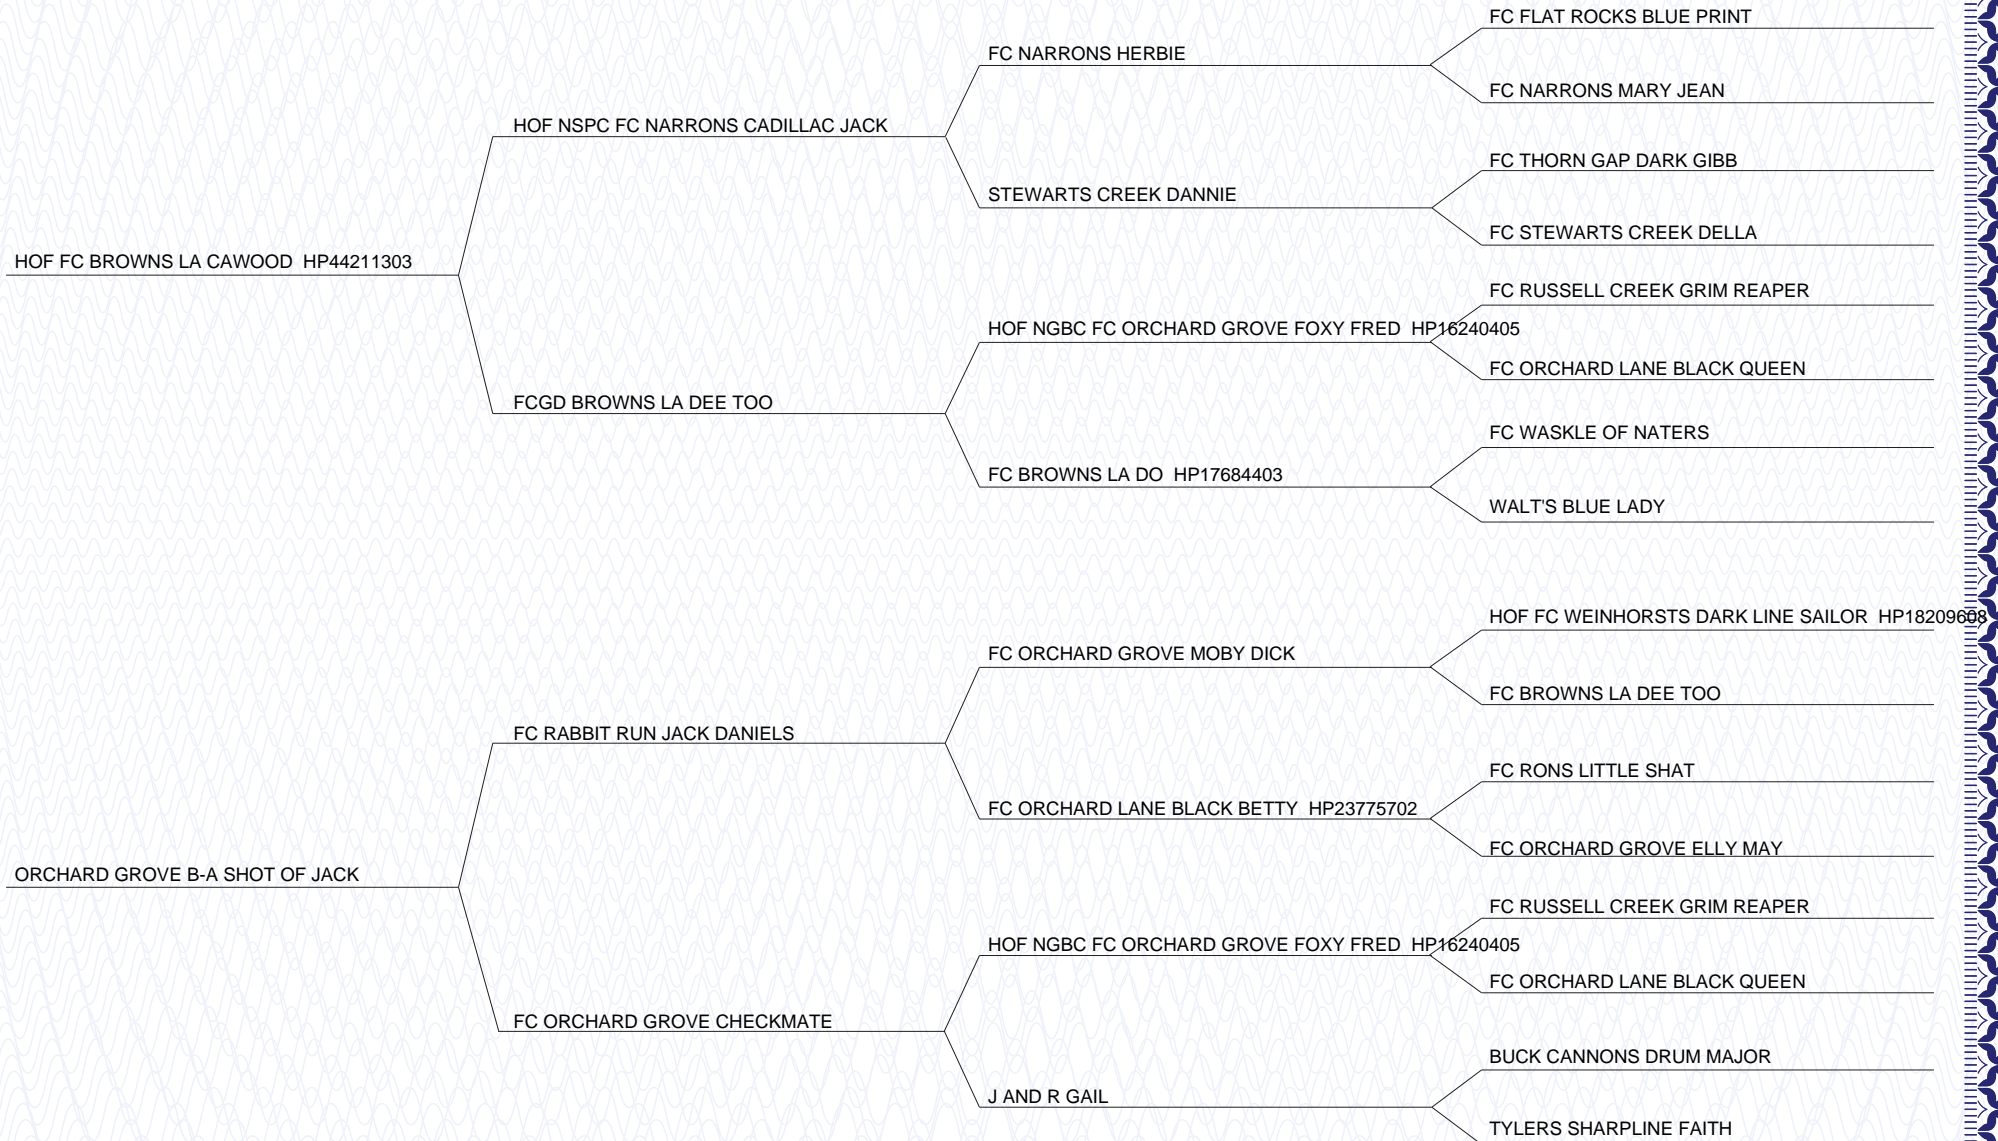 FC FLAT ROCKS BLUE PRINT
FC NARRONS HERBIE
FC NARRONS MARY JEAN
HOF NSPC FC NARRONS CADILLAC JACK
FC THORN GAP DARK GIBB
STEWARTS CREEK DANNIE
FC STEWARTS CREEK DELLA
HOF FC BROWNS LA CAWOOD HP44211303
FC RUSSELL CREEK GRIM REAPER
HOF NGBC FC ORCHARD GROVE FOXY FRED HP16240405
FC ORCHARD LANE BLACK QUEEN
FCGD BROWNS LA DEE TOO
FC WASKLE OF NATERS
FC BROWNS LA DO HP17684403
WALT'S BLUE LADY
HOF FC WEINHORSTS DARK LINE SAILOR HP18209608
FC ORCHARD GROVE MOBY DICK
FC BROWNS LA DEE TOO
FC RABBIT RUN JACK DANIELS
FC RONS LITTLE SHAT
FC ORCHARD LANE BLACK BETTY HP23775702
FC ORCHARD GROVE ELLY MAY
ORCHARD GROVE B-A SHOT OF JACK
FC RUSSELL CREEK GRIM REAPER
HOF NGBC FC ORCHARD GROVE FOXY FRED HP16240405
FC ORCHARD LANE BLACK QUEEN
FC ORCHARD GROVE CHECKMATE
BUCK CANNONS DRUM MAJOR
J AND R GAIL
TYLERS SHARPLINE FAITH